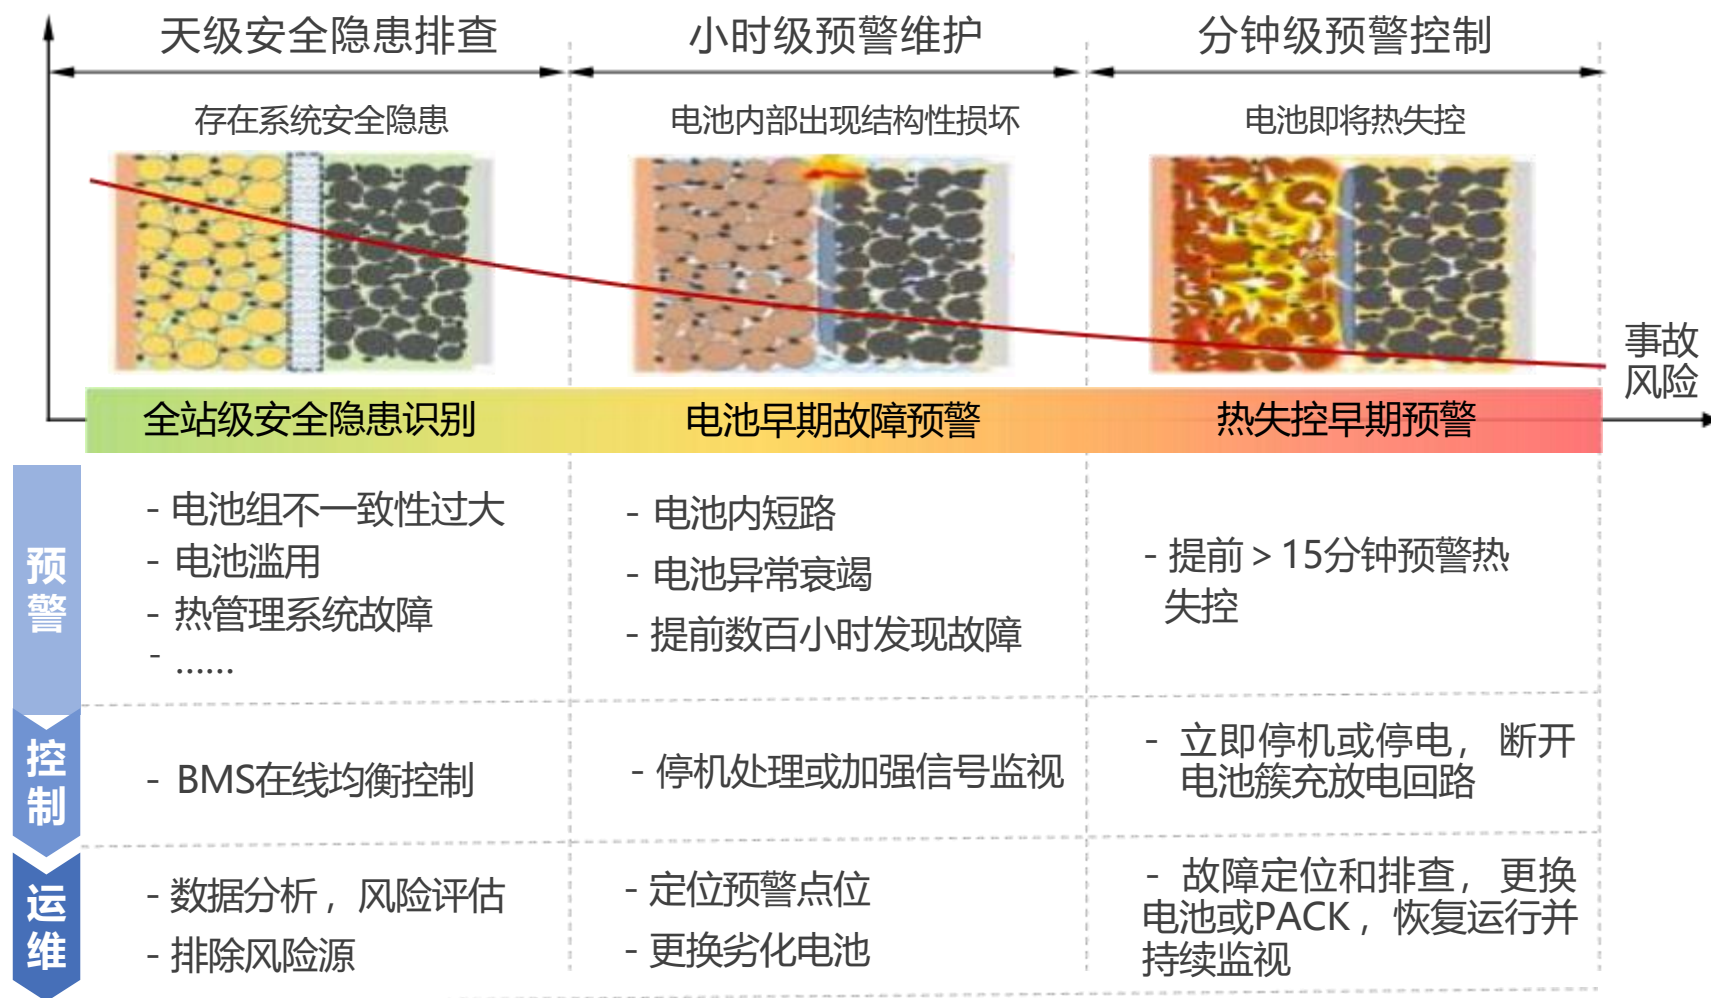 天级安全隐患排查
小时级预警维护
分钟级预警控制
存在系统安全隐患
电池内部出现结构性损坏
电池即将热失控
事故
风险
全站级安全隐患识别
电池早期故障预警
热失控早期预警
预警
- 电池组不一致性过大
- 电池滥用
- 热管理系统故障
- ……
- 电池内短路
- 电池异常衰竭
- 提前数百小时发现故障
- 提前＞15分钟预警热
失控
控制
- BMS在线均衡控制
- 停机处理或加强信号监视
- 立即停机或停电，断开
电池簇充放电回路
运维
- 数据分析，风险评估
- 排除风险源
- 定位预警点位
- 更换劣化电池
- 故障定位和排查，更换
电池或PACK，恢复运行并
持续监视